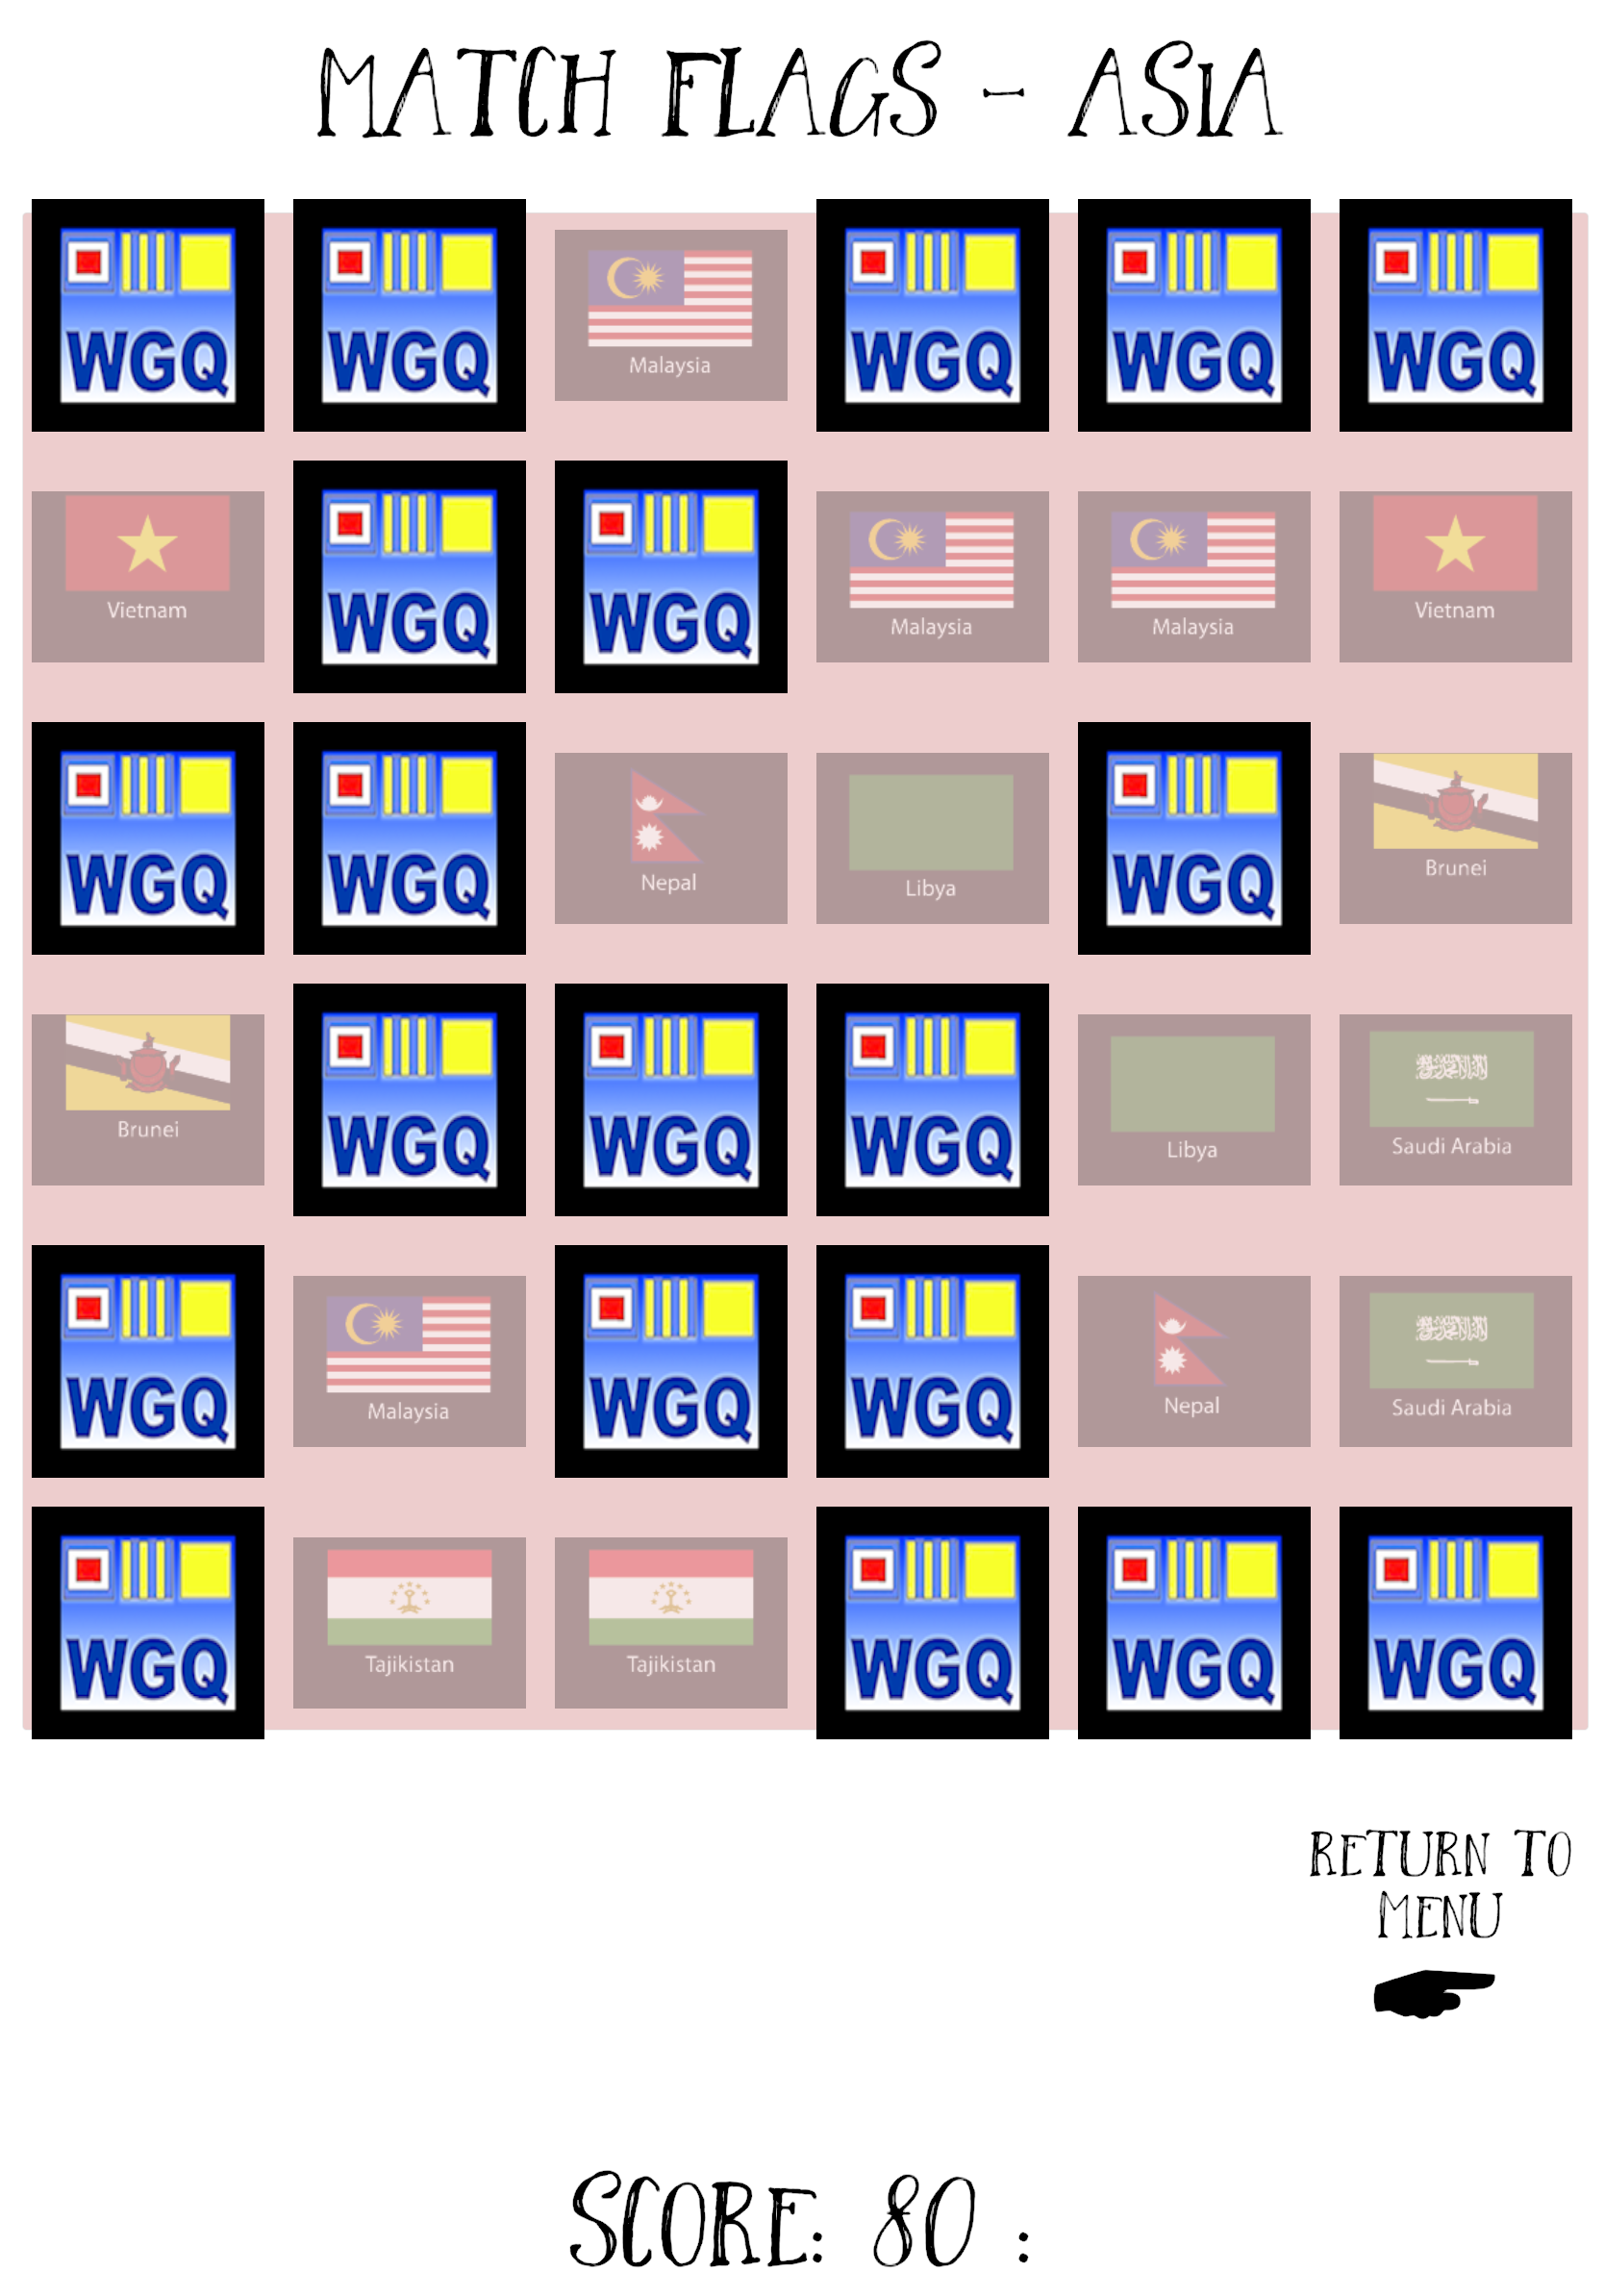 MATCH FLAGS - ASIA
WGQ WGQ Malaysia WGQ WGQ WGQ
Vietnam WGQ WGQ Malaysia Malaysia Vietnam
WGQ WGQ Nepal Libya WGQ Brunei
Brunei WGQ WGQ WGQ Libya Saudi Arabia
WGQ Malaysia WGQ WGQ Nepal Saudi Arabia
WGQ Tajikistan Tajikistan WGQ WGQ WGQ
RETURN TO
MENU
SCORE: 80 :